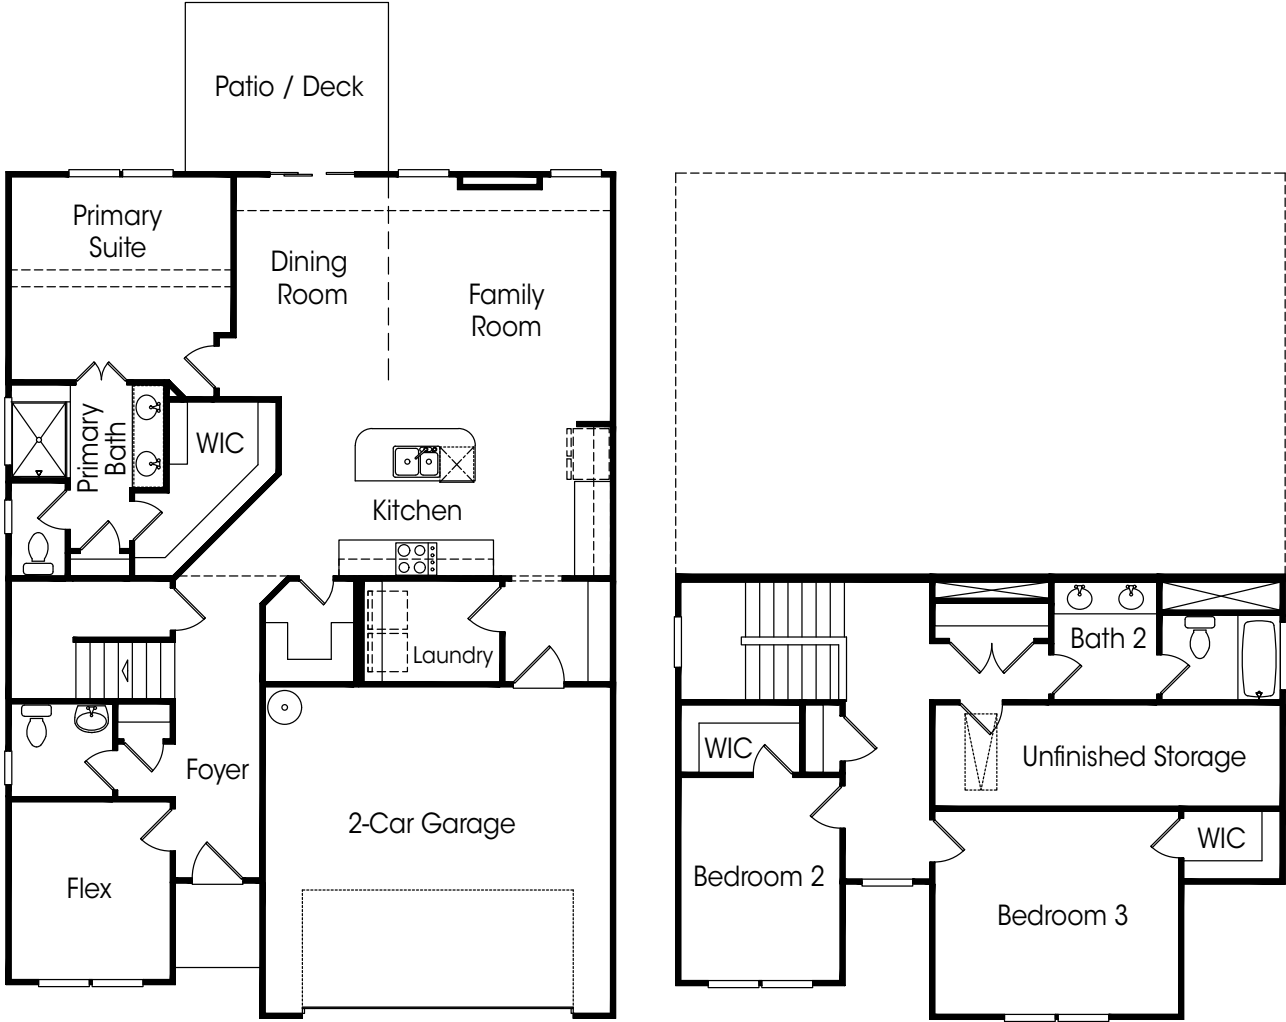 Patio / Deck
Primary
Suite
Dining
Room
Family
Room
Primary
Bath
WIC
Kitchen
Laundry
Foyer
2-Car Garage
Flex
Bath 2
WIC
Unfinished Storage
WIC
Bedroom 2
Bedroom 3